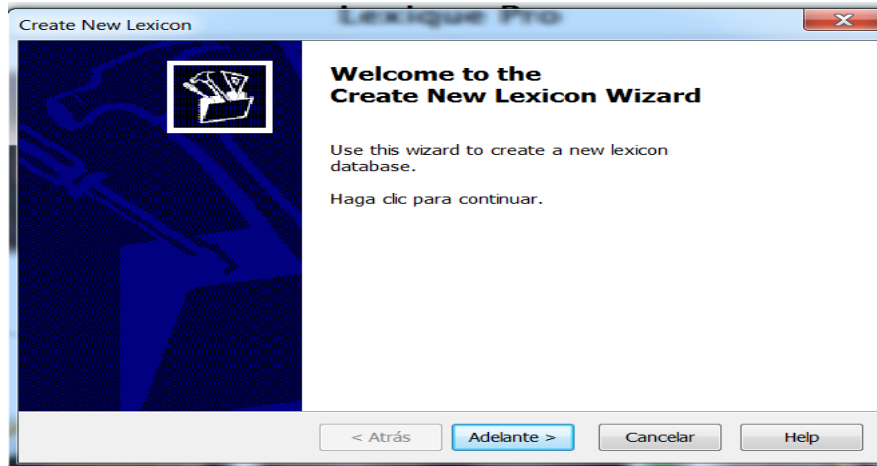 Lexique Pro
Create New Lexicon
Welcome to the
Create New Lexicon Wizard
Use this wizard to create a new lexicon
database.
Haga clic para continuar.
< Atrás Adelante > Cancelar Help